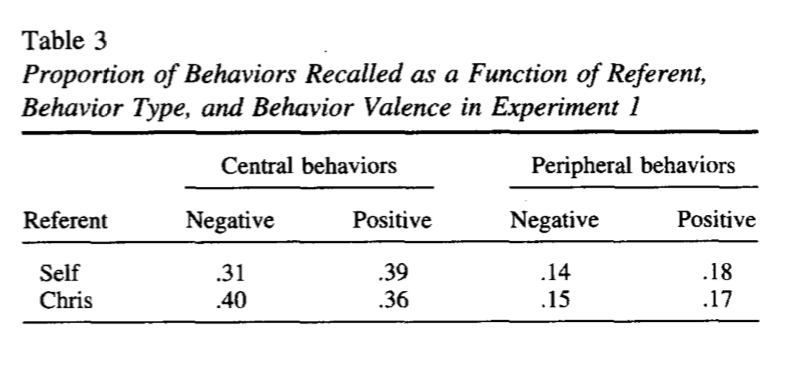 Table 3
Proportion of Behaviors Recalled as a Function of Referent,
Behavior Type, and Behavior Valence in Experiment 1
Central behaviors Peripheral behaviors
Referent Negative Positive Negative Positive
Self .31 .39 .14 .18
Chris .40 .36 .15 .17